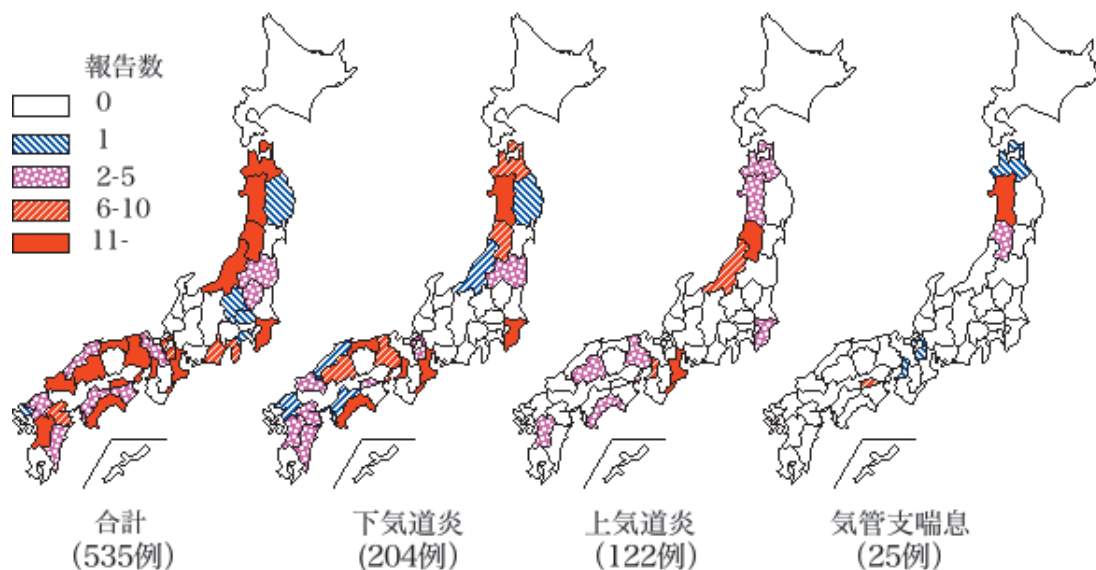 報告数
0
1
2-5
6-10
11-
合計
(535例)
下気道炎
(204例)
上気道炎
(122例)
気管支喘息
(25例)